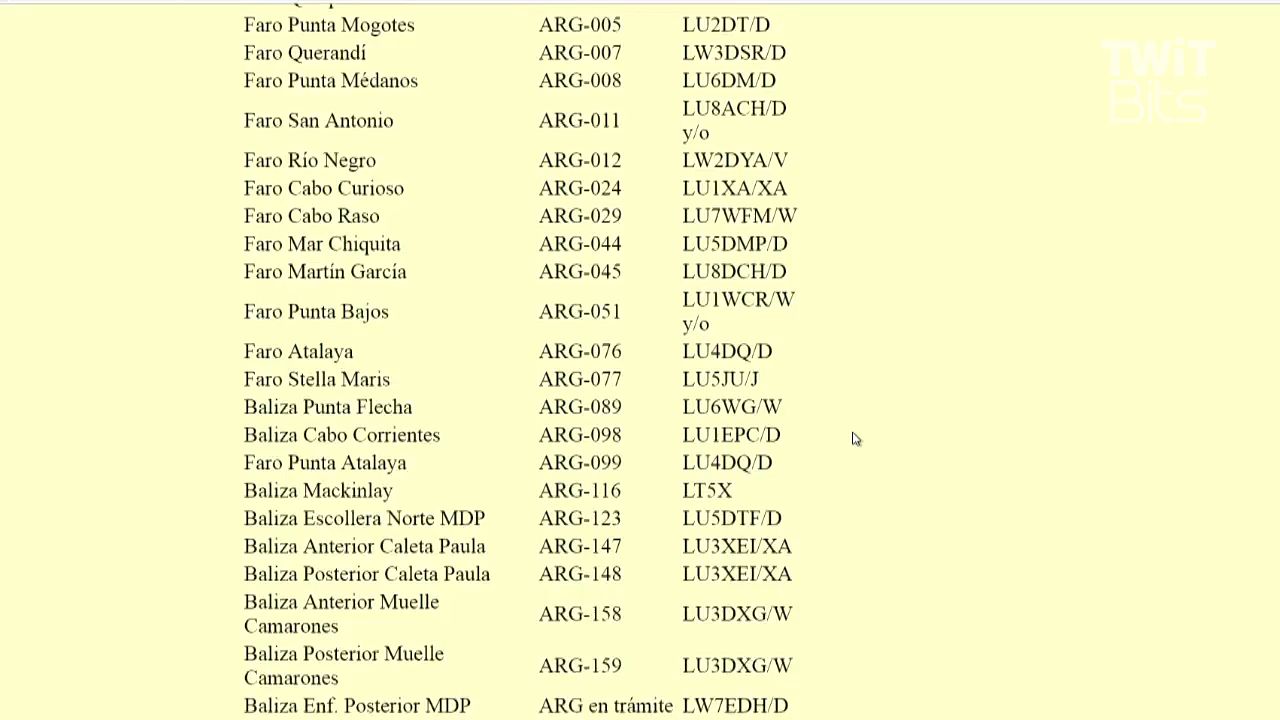 Faro Punta Mogotes ARG-005 LU2DT/D
Faro Querandí ARG-007 LW3DSR/D
Faro Punta Médanos ARG-008 LU6DM/D
Faro San Antonio ARG-011 LU8ACH/D
y/o
Faro Río Negro ARG-012 LW2DYA/V
Faro Cabo Curioso ARG-024 LU1XA/XA
Faro Cabo Raso ARG-029 LU7WFM/W
Faro Mar Chiquita ARG-044 LU5DMP/D
Faro Martín García ARG-045 LU8DCH/D
Faro Punta Bajos ARG-051 LU1WCR/W
y/o
Faro Atalaya ARG-076 LU4DQ/D
Faro Stella Maris ARG-077 LU5JU/J
Baliza Punta Flecha ARG-089 LU6WG/W
Baliza Cabo Corrientes ARG-098 LU1EPC/D
Faro Punta Atalaya ARG-099 LU4DQ/D
Baliza Mackinlay ARG-116 LT5X
Baliza Escollera Norte MDP ARG-123 LU5DTF/D
Baliza Anterior Caleta Paula ARG-147 LU3XEI/XA
Baliza Posterior Caleta Paula ARG-148 LU3XEI/XA
Baliza Anterior Muelle
Camarones ARG-158 LU3DXG/W
Baliza Posterior Muelle
Camarones ARG-159 LU3DXG/W
Baliza Enf. Posterior MDP ARG en trámite LW7EDH/D
TWiT
Bits